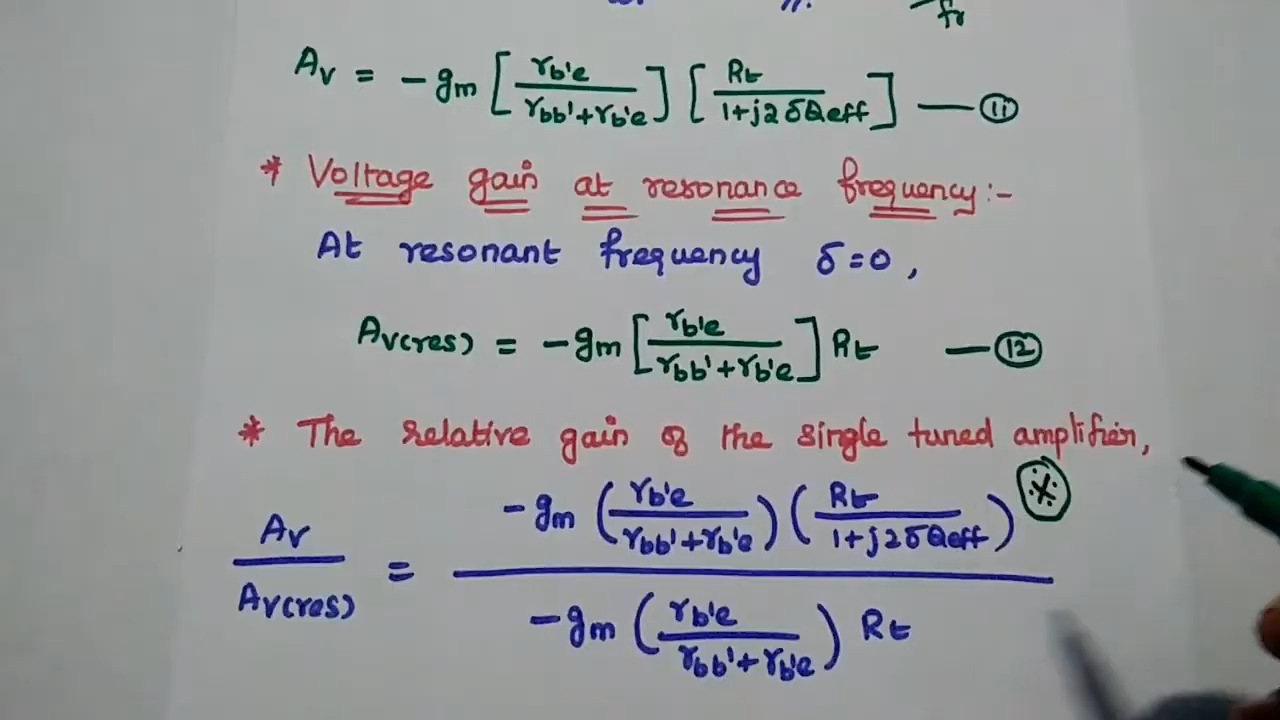 fr
Av = -gm [ rb'e / rbb'+rb'e ] [ Rt / 1+j2δQeff ] — ⑪
* Voltage gain at resonance frequency:-
At resonant frequency δ=0,
Av(res) = -gm [ rb'e / rbb'+rb'e ] Rt — ⑫
* The relative gain of the single tuned amplifier,
Av / Av(res) = -gm ( rb'e / rbb'+rb'e ) ( Rt / 1+j2δQeff ) ※ / -gm ( rb'e / rbb'+rb'e ) Rt